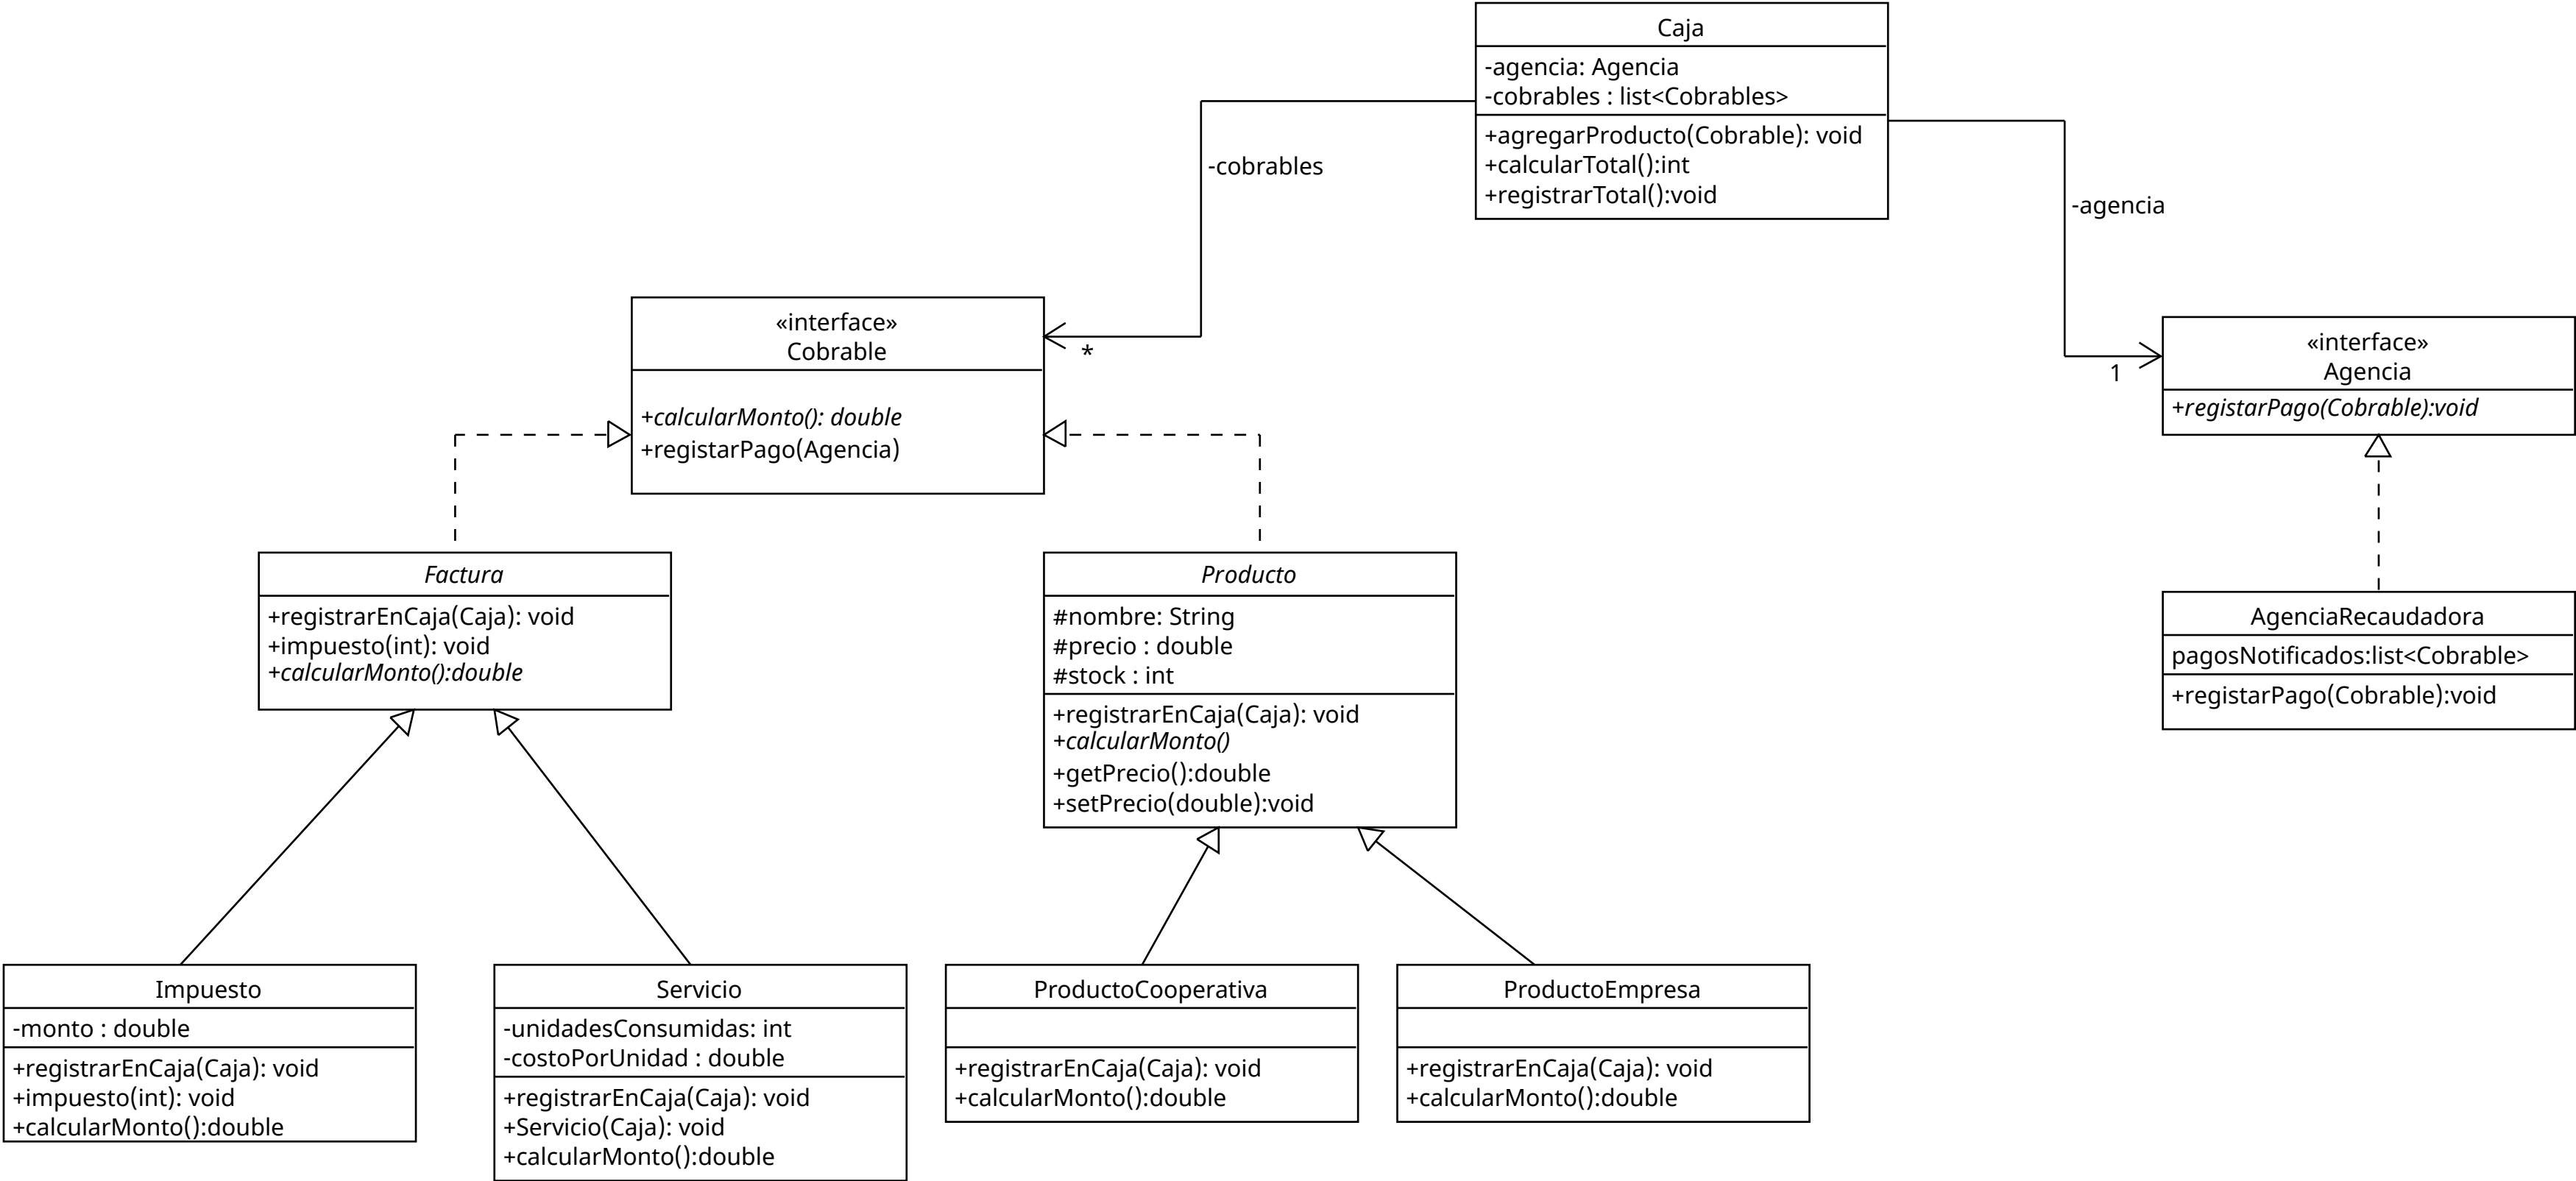 Caja
-agencia: Agencia
-cobrables : list<Cobrables>
+agregarProducto(Cobrable): void
+calcularTotal():int
+registrarTotal():void
-cobrables
-agencia
*
1
«interface»
Cobrable
+calcularMonto(): double
+registarPago(Agencia)
«interface»
Agencia
+registarPago(Cobrable):void
Factura
+registrarEnCaja(Caja): void
+impuesto(int): void
+calcularMonto():double
Producto
#nombre: String
#precio : double
#stock : int
+registrarEnCaja(Caja): void
+calcularMonto()
+getPrecio():double
+setPrecio(double):void
AgenciaRecaudadora
pagosNotificados:list<Cobrable>
+registarPago(Cobrable):void
Impuesto
-monto : double
+registrarEnCaja(Caja): void
+impuesto(int): void
+calcularMonto():double
Servicio
-unidadesConsumidas: int
-costoPorUnidad : double
+registrarEnCaja(Caja): void
+Servicio(Caja): void
+calcularMonto():double
ProductoCooperativa
+registrarEnCaja(Caja): void
+calcularMonto():double
ProductoEmpresa
+registrarEnCaja(Caja): void
+calcularMonto():double